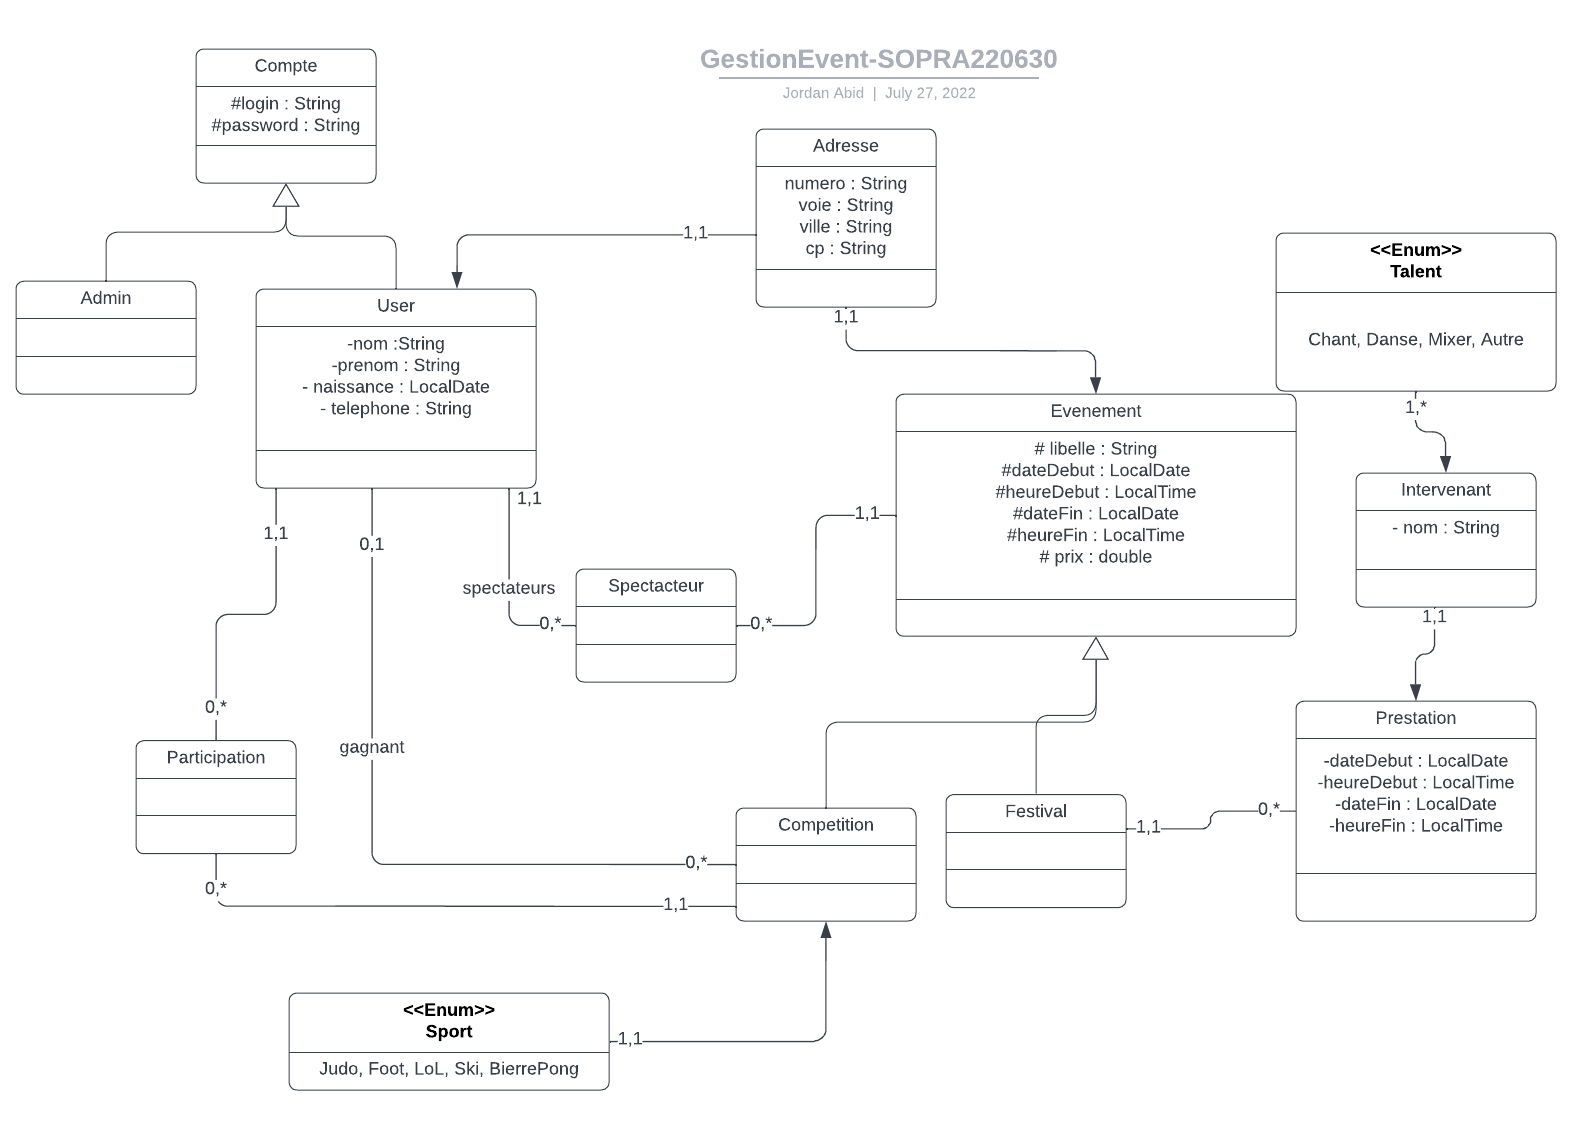 GestionEvent-SOPRA220630
Jordan Abid | July 27, 2022
Compte
#login : String
#password : String
Adresse
numero : String
voie : String
ville : String
cp : String
1,1
1,1
<<Enum>>
Talent
Chant, Danse, Mixer, Autre
1,*
Admin
User
-nom :String
-prenom : String
- naissance : LocalDate
- telephone : String
Evenement
# libelle : String
#dateDebut : LocalDate
#heureDebut : LocalTime
#dateFin : LocalDate
#heureFin : LocalTime
# prix : double
Intervenant
- nom : String
1,1
1,1
0,1
1,1
1,1
spectateurs
0,*
Spectacteur
0,*
0,*
gagnant
Participation
0,*
Competition
0,*
1,1
Festival
1,1
0,*
Prestation
-dateDebut : LocalDate
-heureDebut : LocalTime
-dateFin : LocalDate
-heureFin : LocalTime
<<Enum>>
Sport
Judo, Foot, LoL, Ski, BierrePong
1,1